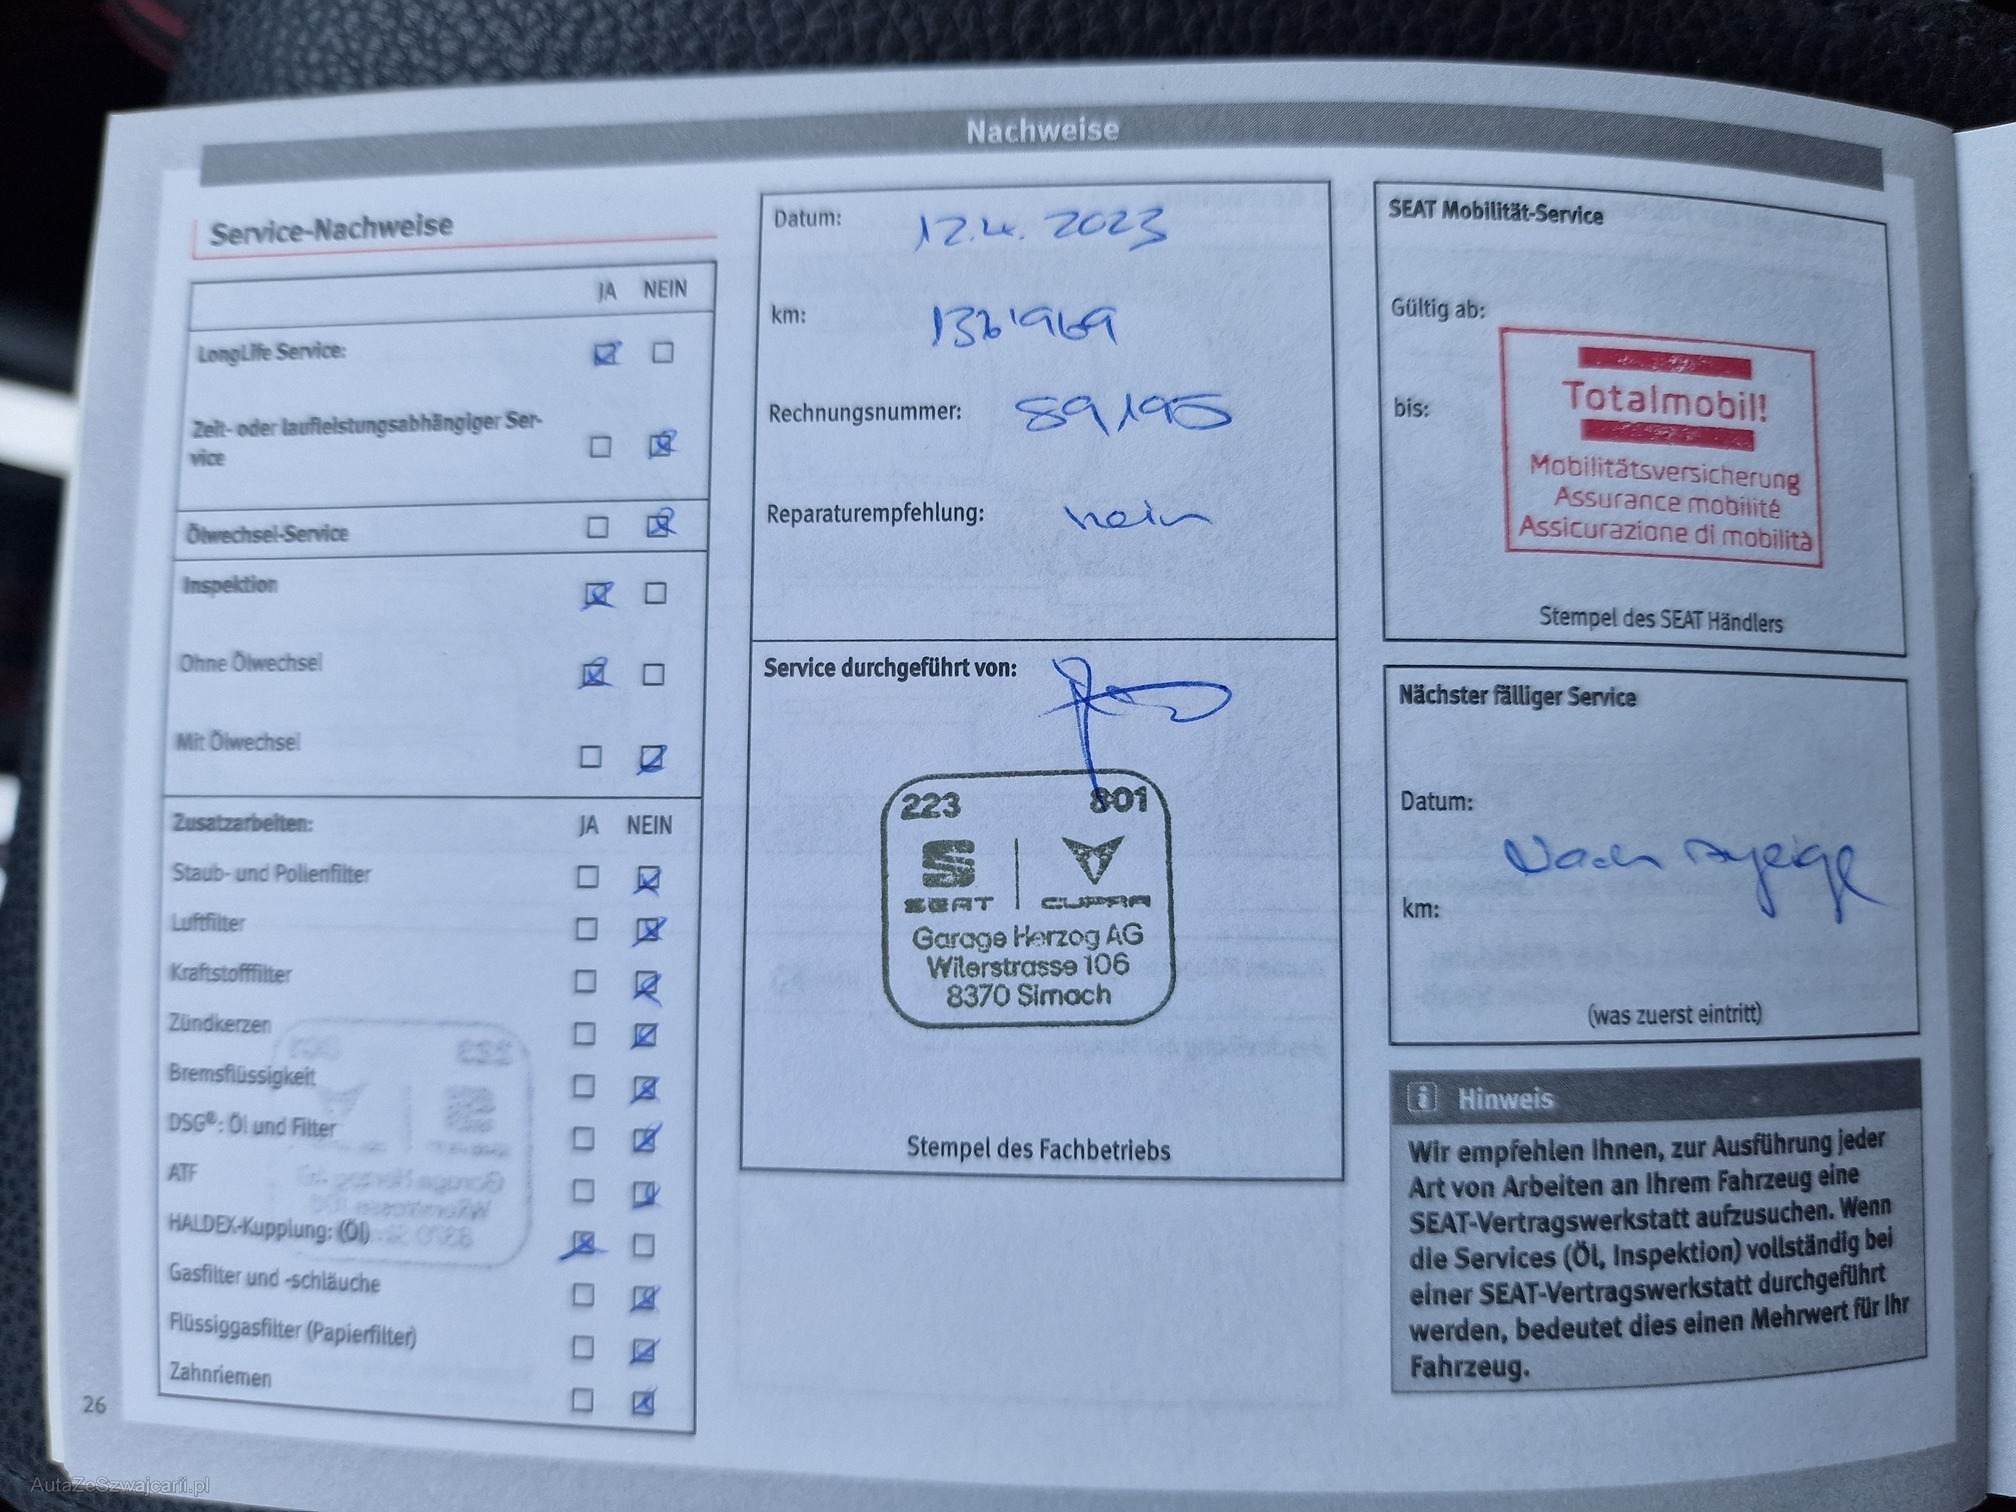 Nachweise
Service-Nachweise
JA NEIN
LongLife Service:
Zeit- oder laufleistungsabhängiger Ser-
vice
Ölwechsel-Service
Inspektion
Ohne Ölwechsel
Mit Ölwechsel
Zusatzarbeiten: JA NEIN
Staub- und Pollenfilter
Luftfilter
Kraftstofffilter
Zündkerzen
Bremsflüssigkeit
DSG®: Öl und Filter
ATF
HALDEX-Kupplung: (Öl)
Gasfilter und -schläuche
Flüssiggasfilter (Papierfilter)
Zahnriemen
26
Datum: 12.4. 2023
km: 136'969
Rechnungsnummer: 89195
Reparaturempfehlung: nein
Service durchgeführt von:
223 801
SEAT CUPRA
Garage Herzog AG
Wilerstrasse 106
8370 Sirnach
Stempel des Fachbetriebs
SEAT Mobilität-Service
Gültig ab:
bis:
Totalmobil!
Mobilitätsversicherung
Assurance mobilité
Assicurazione di mobilità
Stempel des SEAT Händlers
Nächster fälliger Service
Datum:
Nach Anzeige
km:
(was zuerst eintritt)
i Hinweis
Wir empfehlen Ihnen, zur Ausführung jeder
Art von Arbeiten an Ihrem Fahrzeug eine
SEAT-Vertragswerkstatt aufzusuchen. Wenn
die Services (Öl, Inspektion) vollständig bei
einer SEAT-Vertragswerkstatt durchgeführt
werden, bedeutet dies einen Mehrwert für Ihr
Fahrzeug.
AutaZeSzwajcarii.pl